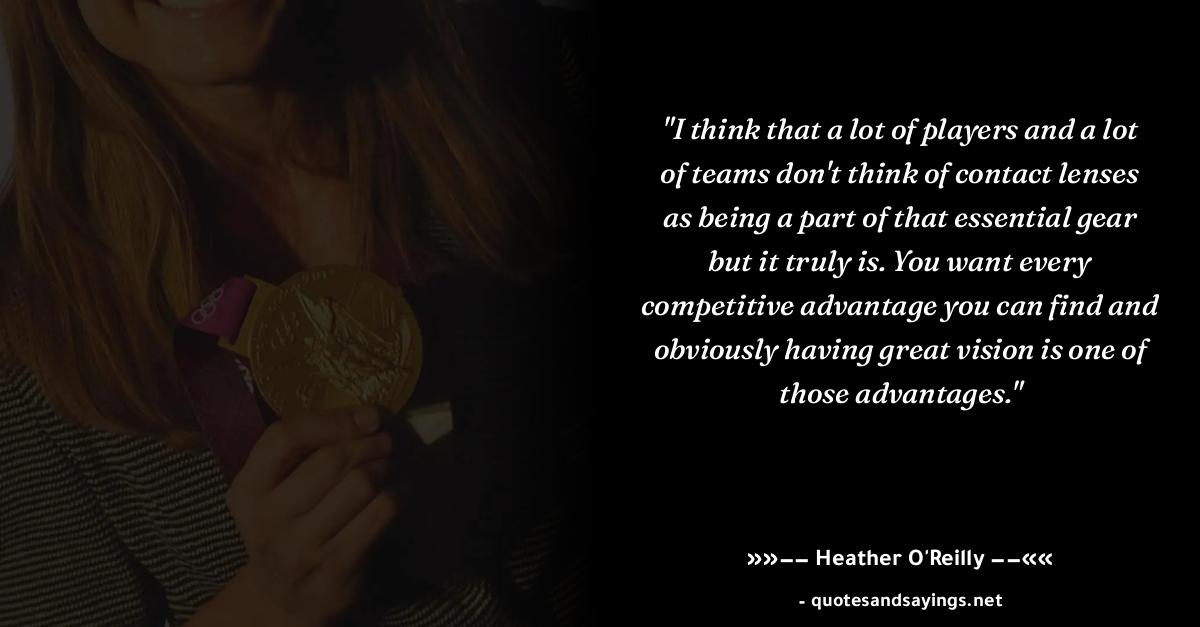 "I think that a lot of players and a lot
of teams don't think of contact lenses
as being a part of that essential gear
but it truly is. You want every
competitive advantage you can find and
obviously having great vision is one of
those advantages."
»»−− Heather O'Reilly −−««
- quotesandsayings.net